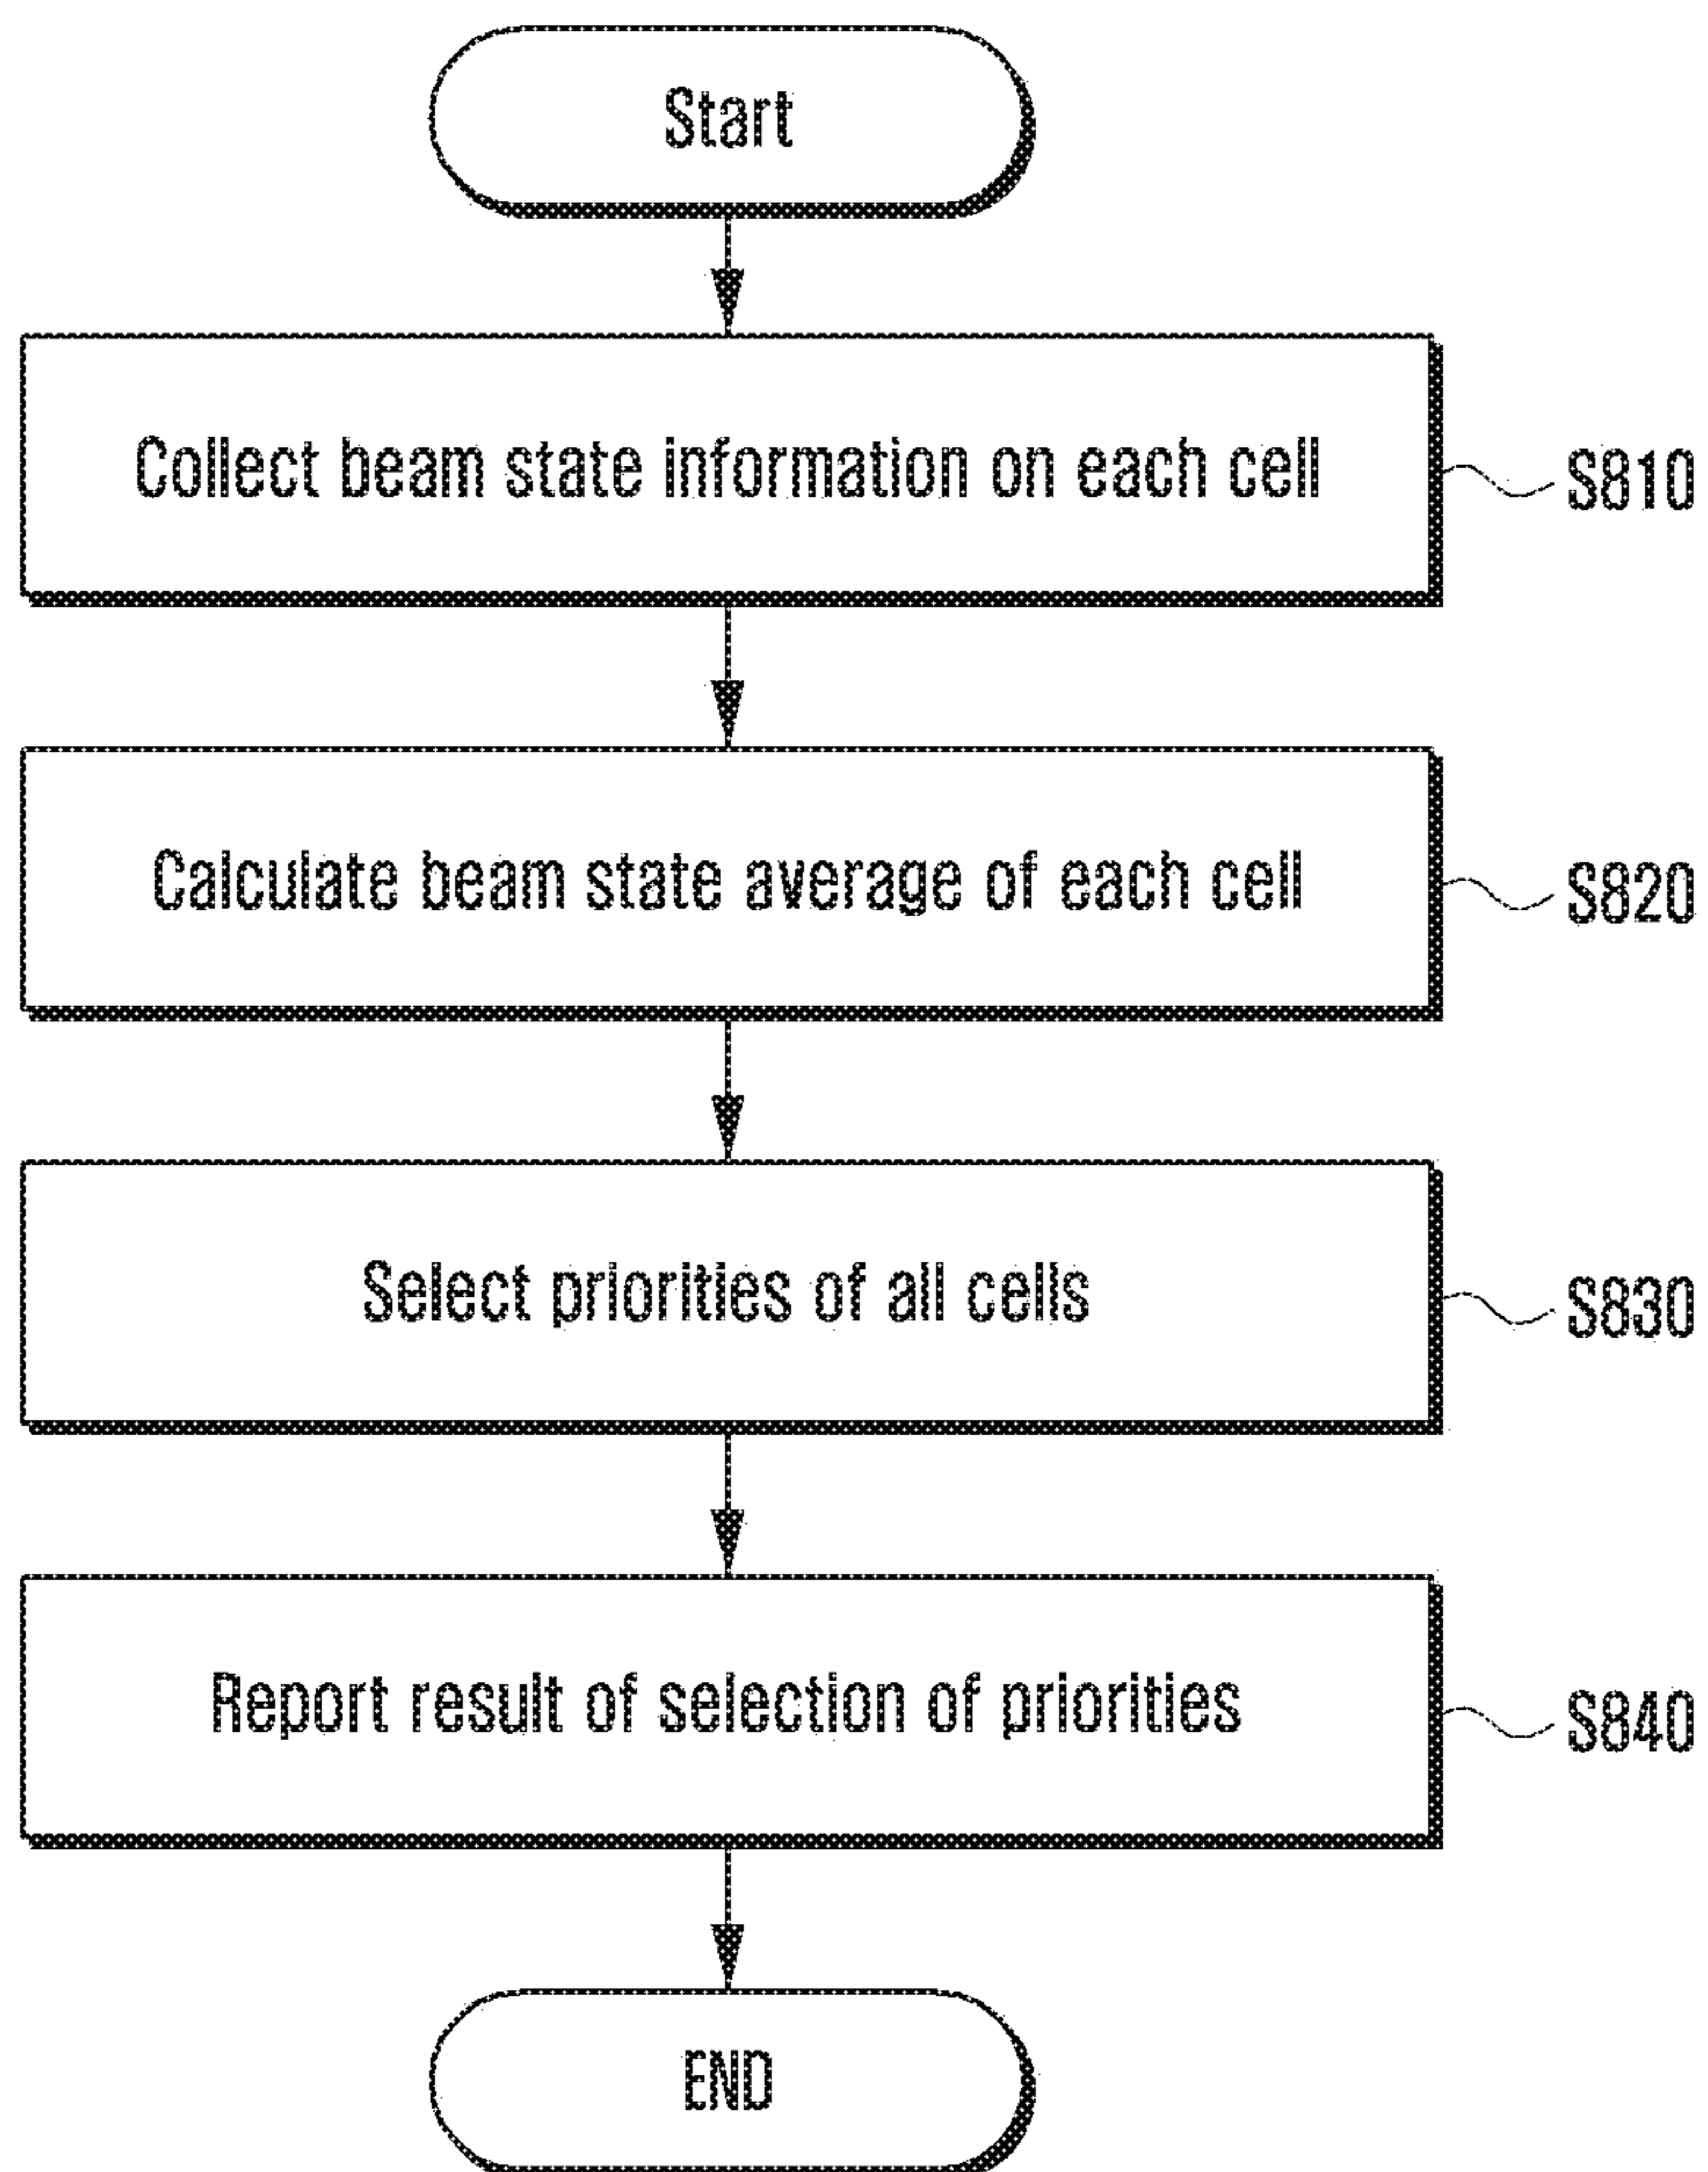 Start
Collect beam state information on each cell
S810
Calculate beam state average of each cell
S820
Select priorities of all cells
S830
Report result of selection of priorities
S840
END